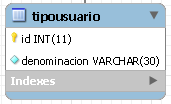 tipousuario
id INT(11)
denominacion VARCHAR(30)
Indexes